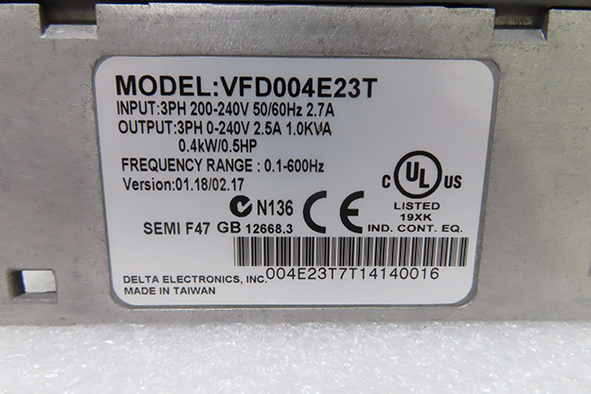 MODEL:VFD004E23T
INPUT:3PH 200-240V 50/60Hz 2.7A
OUTPUT:3PH 0-240V 2.5A 1.0KVA
0.4kW/0.5HP
FREQUENCY RANGE : 0.1-600Hz
Version:01.18/02.17
C UL US
LISTED
19XK
IND. CONT. EQ.
N136 CE
SEMI F47 GB 12668.3
004E23T7T14140016
DELTA ELECTRONICS, INC.
MADE IN TAIWAN